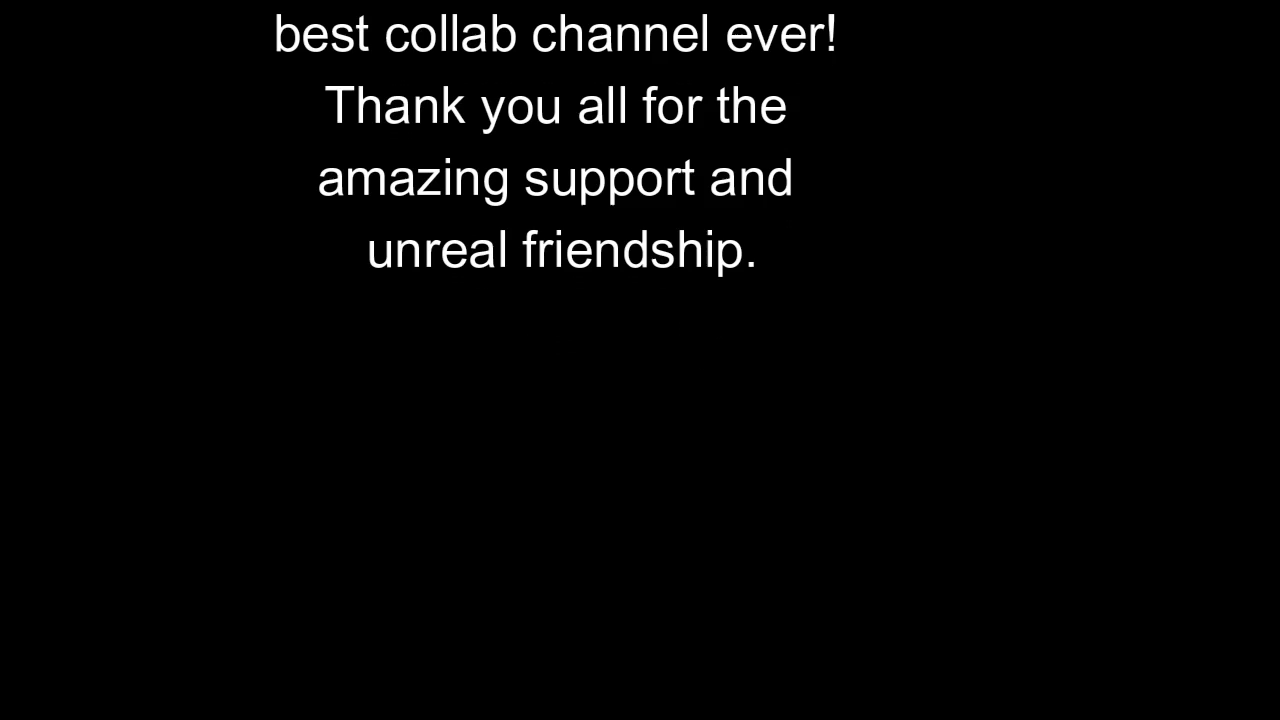 best collab channel ever!
Thank you all for the
amazing support and
unreal friendship.